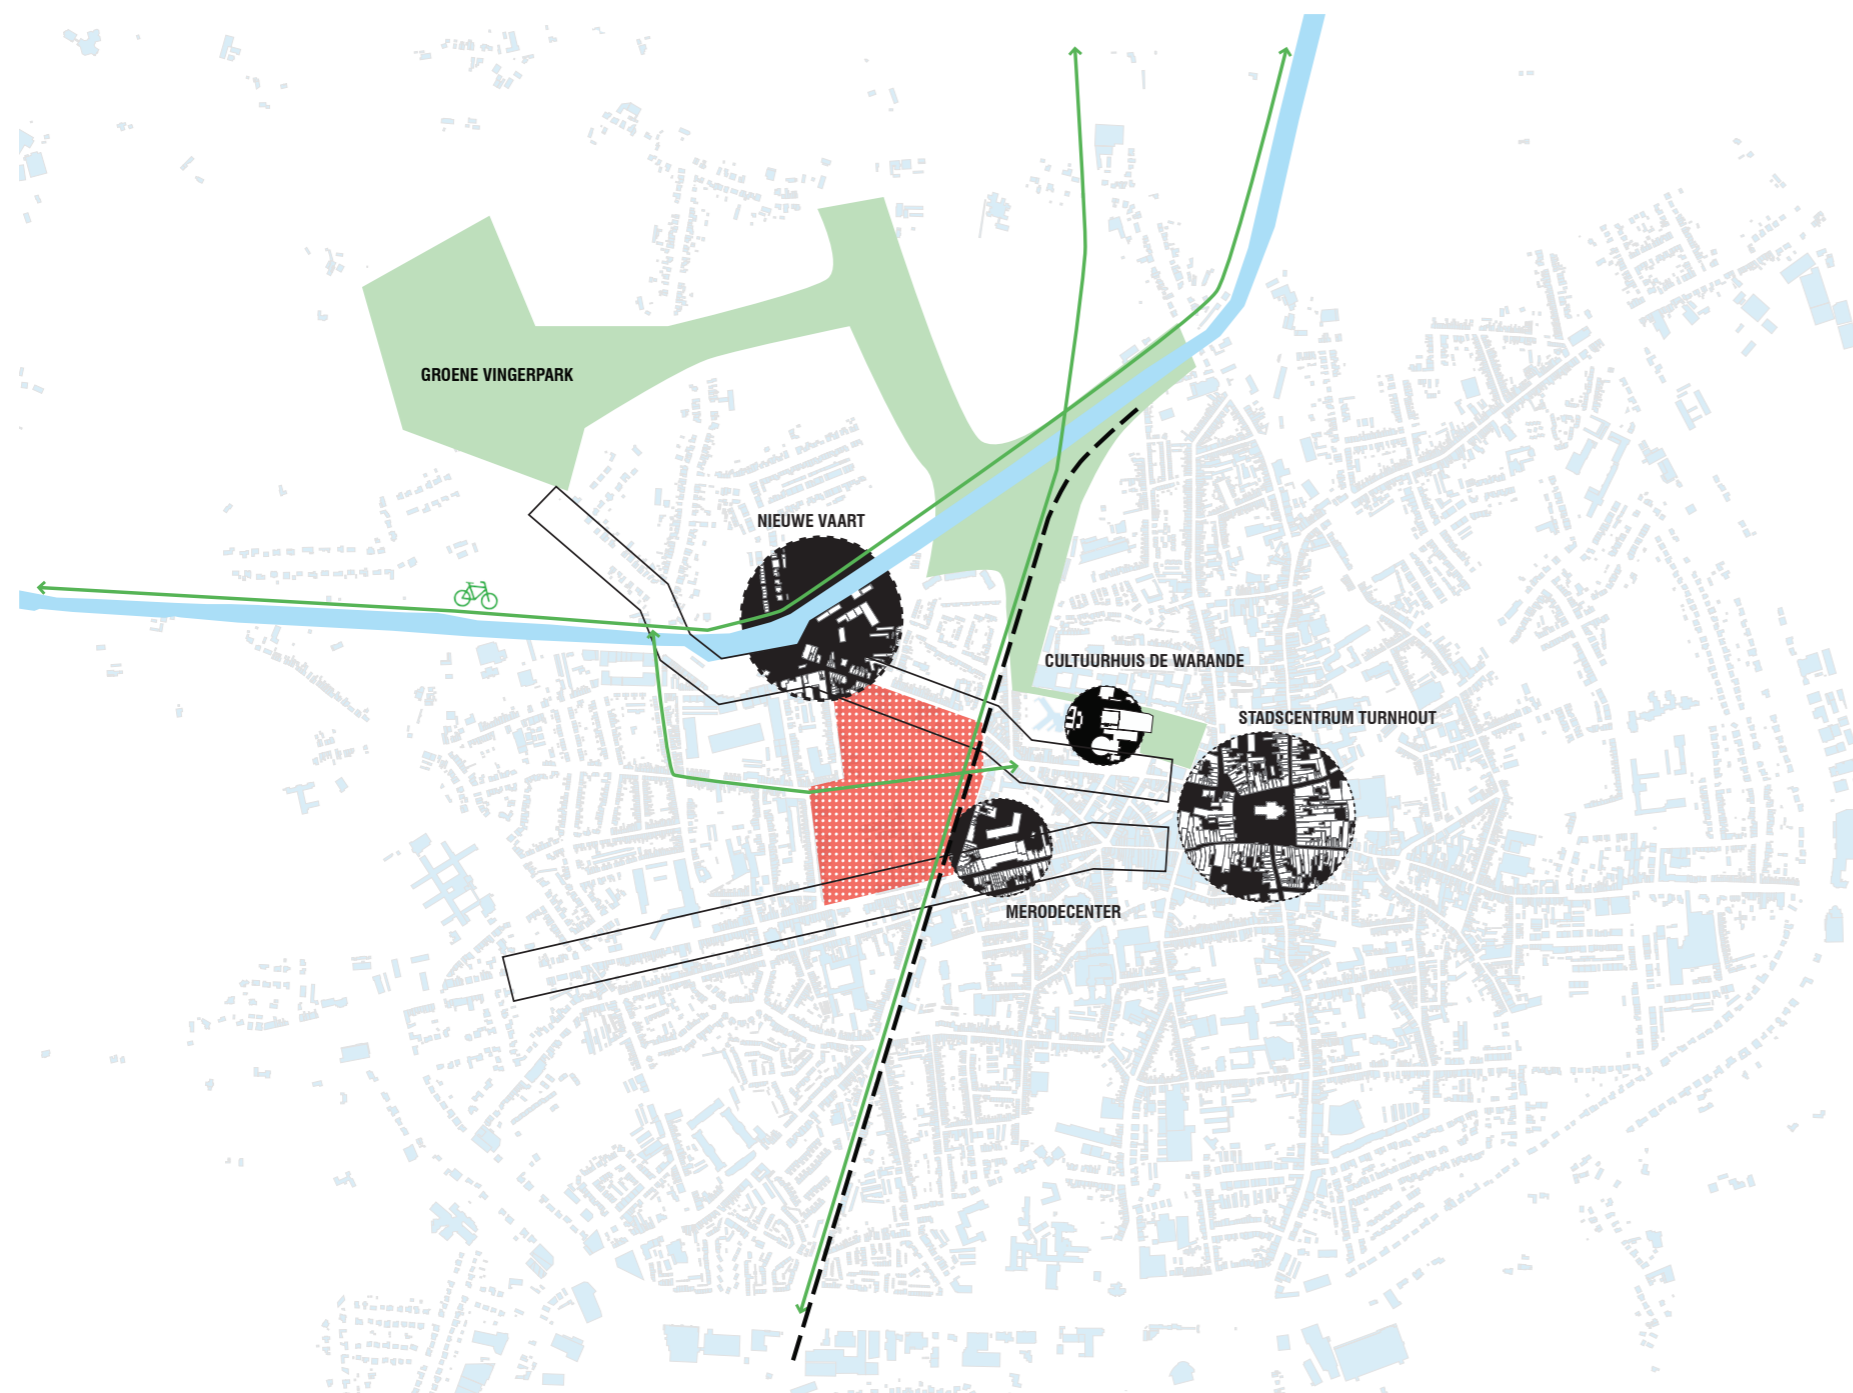 GROENE VINGERPARK
NIEUWE VAART
CULTUURHUIS DE WARANDE
STADSCENTRUM TURNHOUT
MERODECENTER